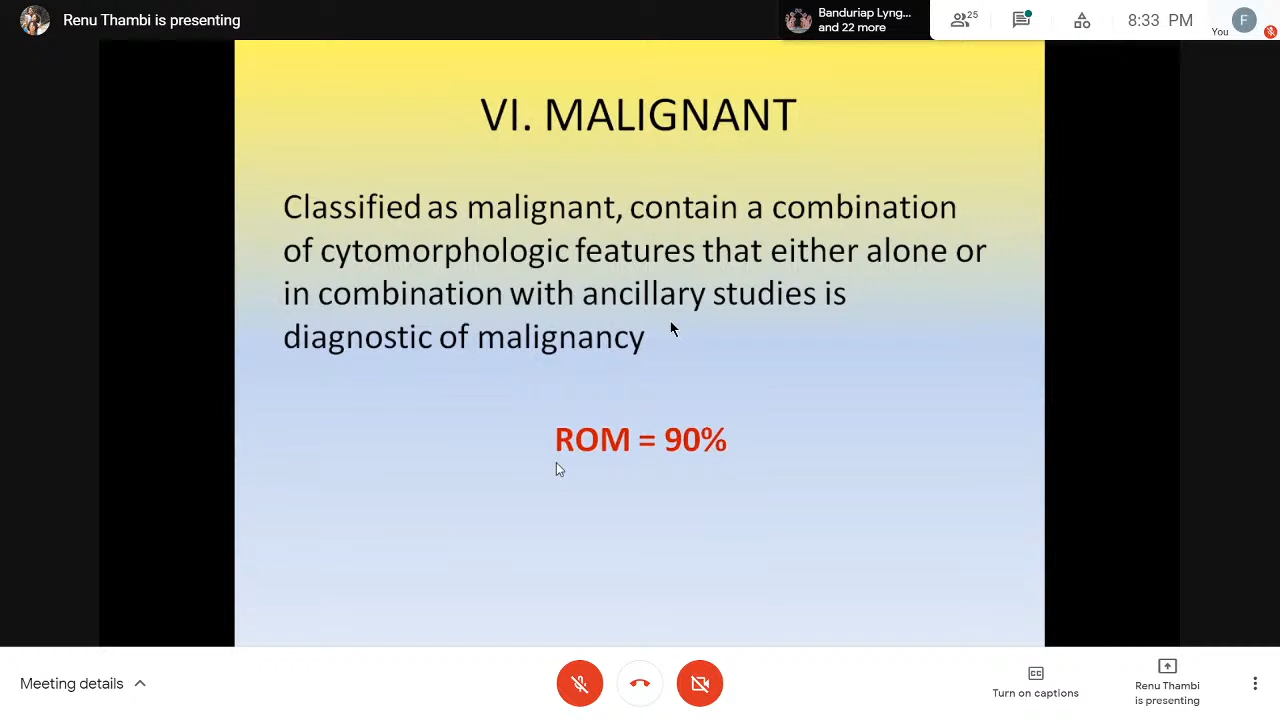 Renu Thambi is presenting
Banduriap Lyng...
and 22 more
25
8:33 PM
You
F
VI. MALIGNANT
Classified as malignant, contain a combination
of cytomorphologic features that either alone or
in combination with ancillary studies is
diagnostic of malignancy
ROM = 90%
Meeting details
CC
Turn on captions
Renu Thambi
is presenting